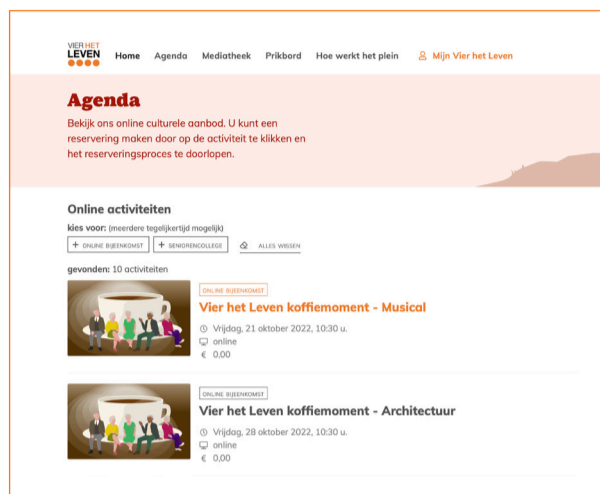 VIER HET
LEVEN
Home Agenda Mediatheek Prikbord Hoe werkt het plein Mijn Vier het Leven
Agenda
Bekijk ons online culturele aanbod. U kunt een
reservering maken door op de activiteit te klikken en
het reserveringsproces te doorlopen.
Online activiteiten
kies voor: (meerdere tegelijkertijd mogelijk)
+ ONLINE BIJEENKOMST + SENIORENCOLLEGE ALLES WISSEN
gevonden: 10 activiteiten
ONLINE BIJEENKOMST
Vier het Leven koffiemoment - Musical
Vrijdag, 21 oktober 2022, 10:30 u.
online
€ 0,00
ONLINE BIJEENKOMST
Vier het Leven koffiemoment - Architectuur
Vrijdag, 28 oktober 2022, 10:30 u.
online
€ 0,00